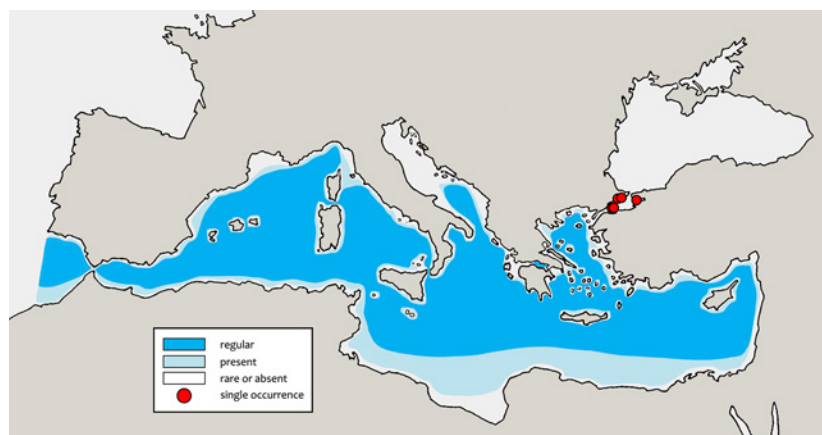 regular
present
rare or absent
single occurrence